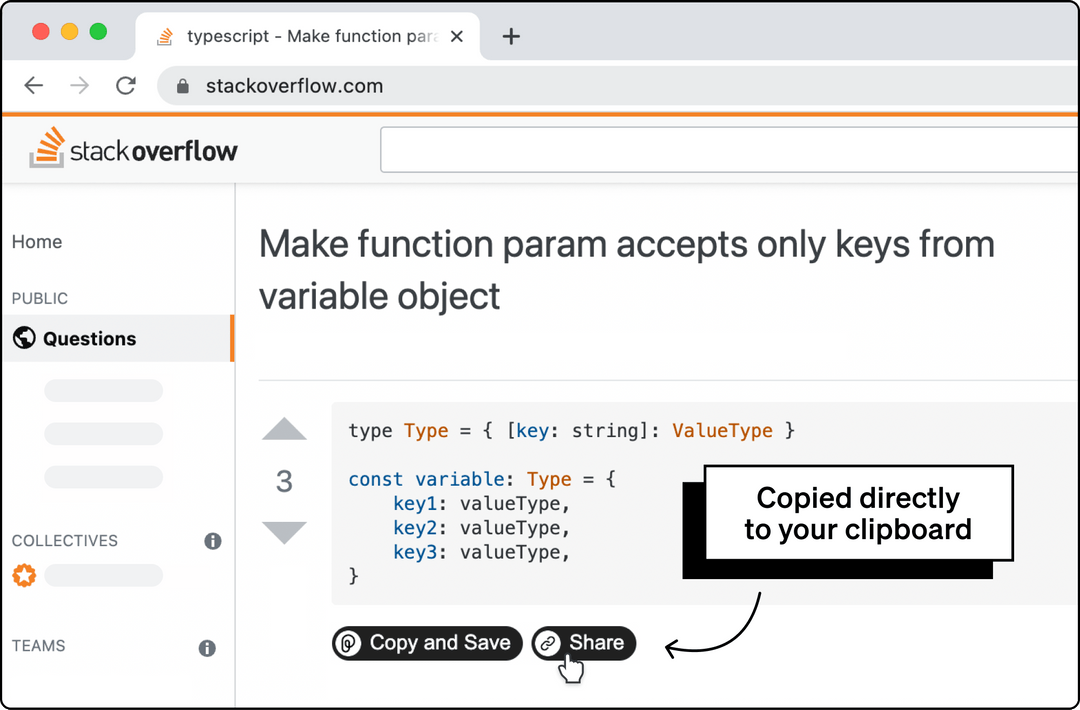 typescript - Make function para
stackoverflow.com
stackoverflow
Home
PUBLIC
Questions
COLLECTIVES
TEAMS
Make function param accepts only keys from
variable object
3
type Type = { [key: string]: ValueType }
const variable: Type = {
    key1: valueType,
    key2: valueType,
    key3: valueType,
}
Copied directly
to your clipboard
Copy and Save
Share